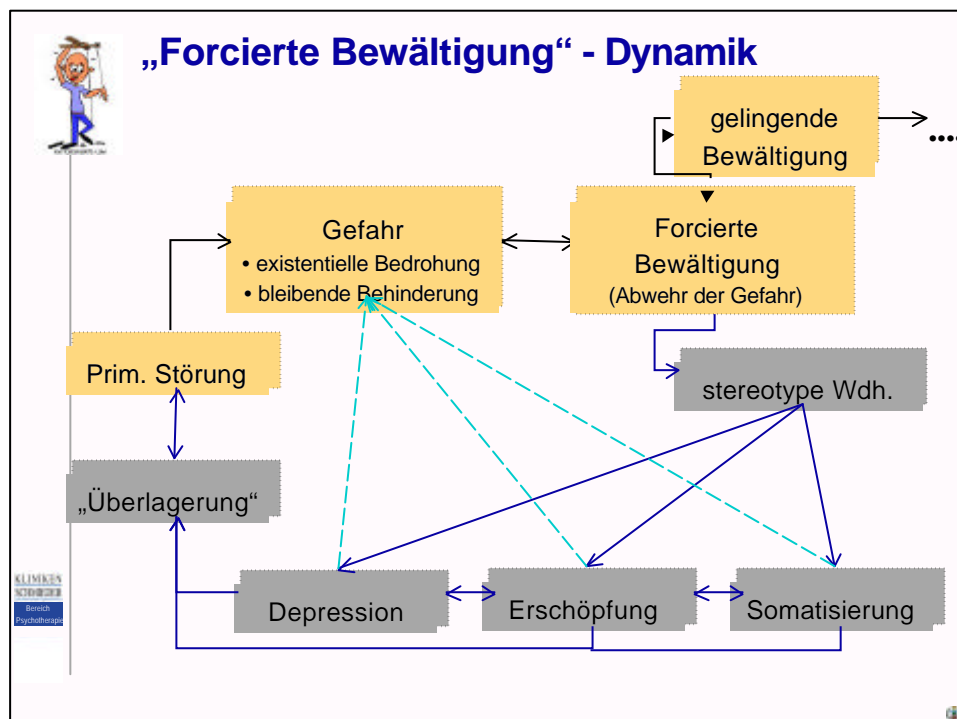 „Forcierte Bewältigung“ - Dynamik
gelingende
Bewältigung
....
Gefahr
• existentielle Bedrohung
• bleibende Behinderung
Forcierte
Bewältigung
(Abwehr der Gefahr)
Prim. Störung
stereotype Wdh.
„Überlagerung“
KLINIKEN
SCHMIEDER
Bereich
Psychotherapie
Depression
Erschöpfung
Somatisierung